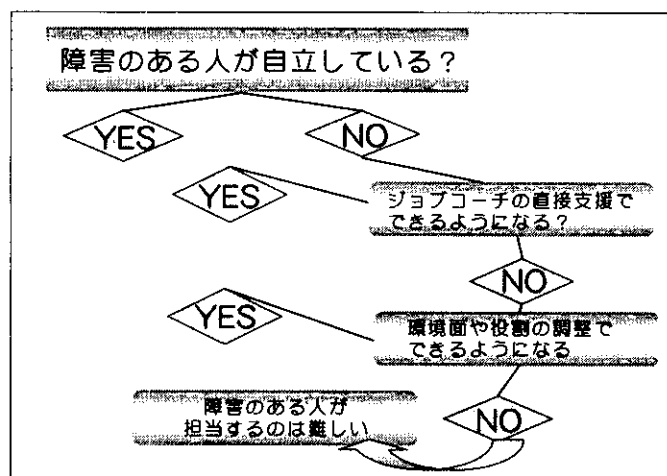 障害のある人が自立している？
YES
NO
YES
ジョブコーチの直接支援で
できるようになる？
NO
YES
環境面や役割の調整で
できるようになる
障害のある人が
担当するのは難しい
NO